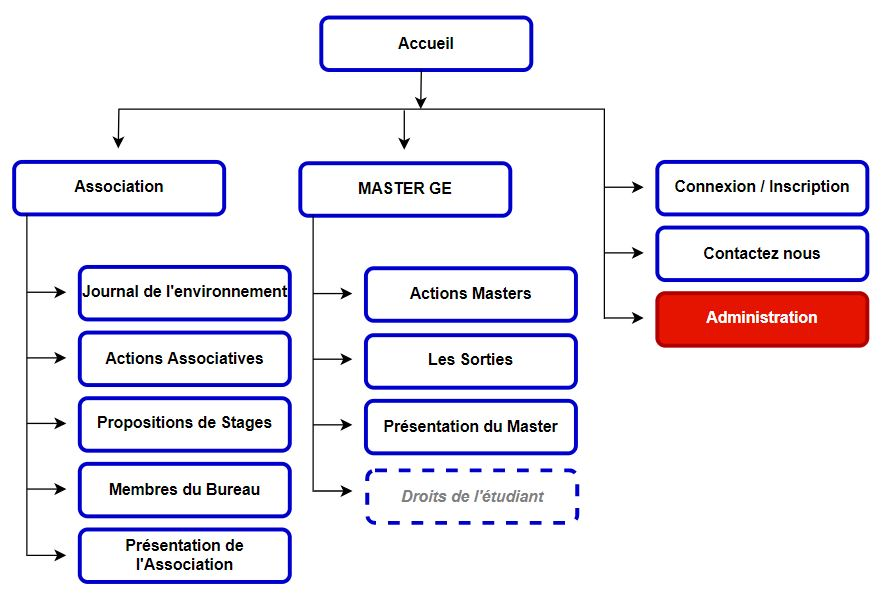 Accueil
Association
MASTER GE
Connexion / Inscription
Contactez nous
Administration
Journal de l'environnement
Actions Associatives
Propositions de Stages
Membres du Bureau
Présentation de
l'Association
Actions Masters
Les Sorties
Présentation du Master
Droits de l'étudiant